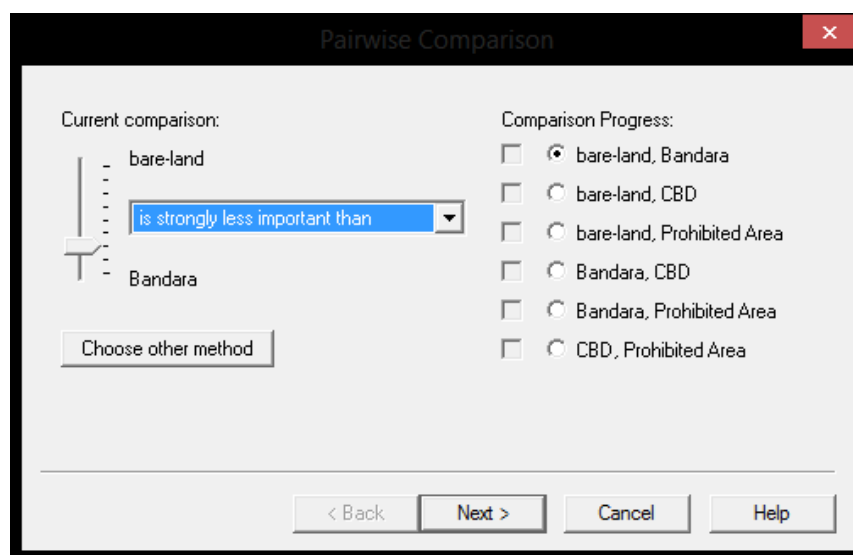 Pairwise Comparison
Current comparison:
bare-land
is strongly less important than
Bandara
Choose other method
Comparison Progress:
bare-land, Bandara
bare-land, CBD
bare-land, Prohibited Area
Bandara, CBD
Bandara, Prohibited Area
CBD, Prohibited Area
< Back
Next >
Cancel
Help